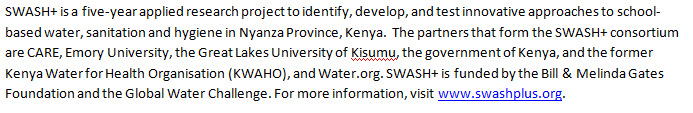 SWASH+ is a five-year applied research project to identify, develop, and test innovative approaches to school-
based water, sanitation and hygiene in Nyanza Province, Kenya.  The partners that form the SWASH+ consortium
are CARE, Emory University, the Great Lakes University of Kisumu, the government of Kenya, and the former
Kenya Water for Health Organisation (KWAHO), and Water.org. SWASH+ is funded by the Bill & Melinda Gates
Foundation and the Global Water Challenge. For more information, visit www.swashplus.org.